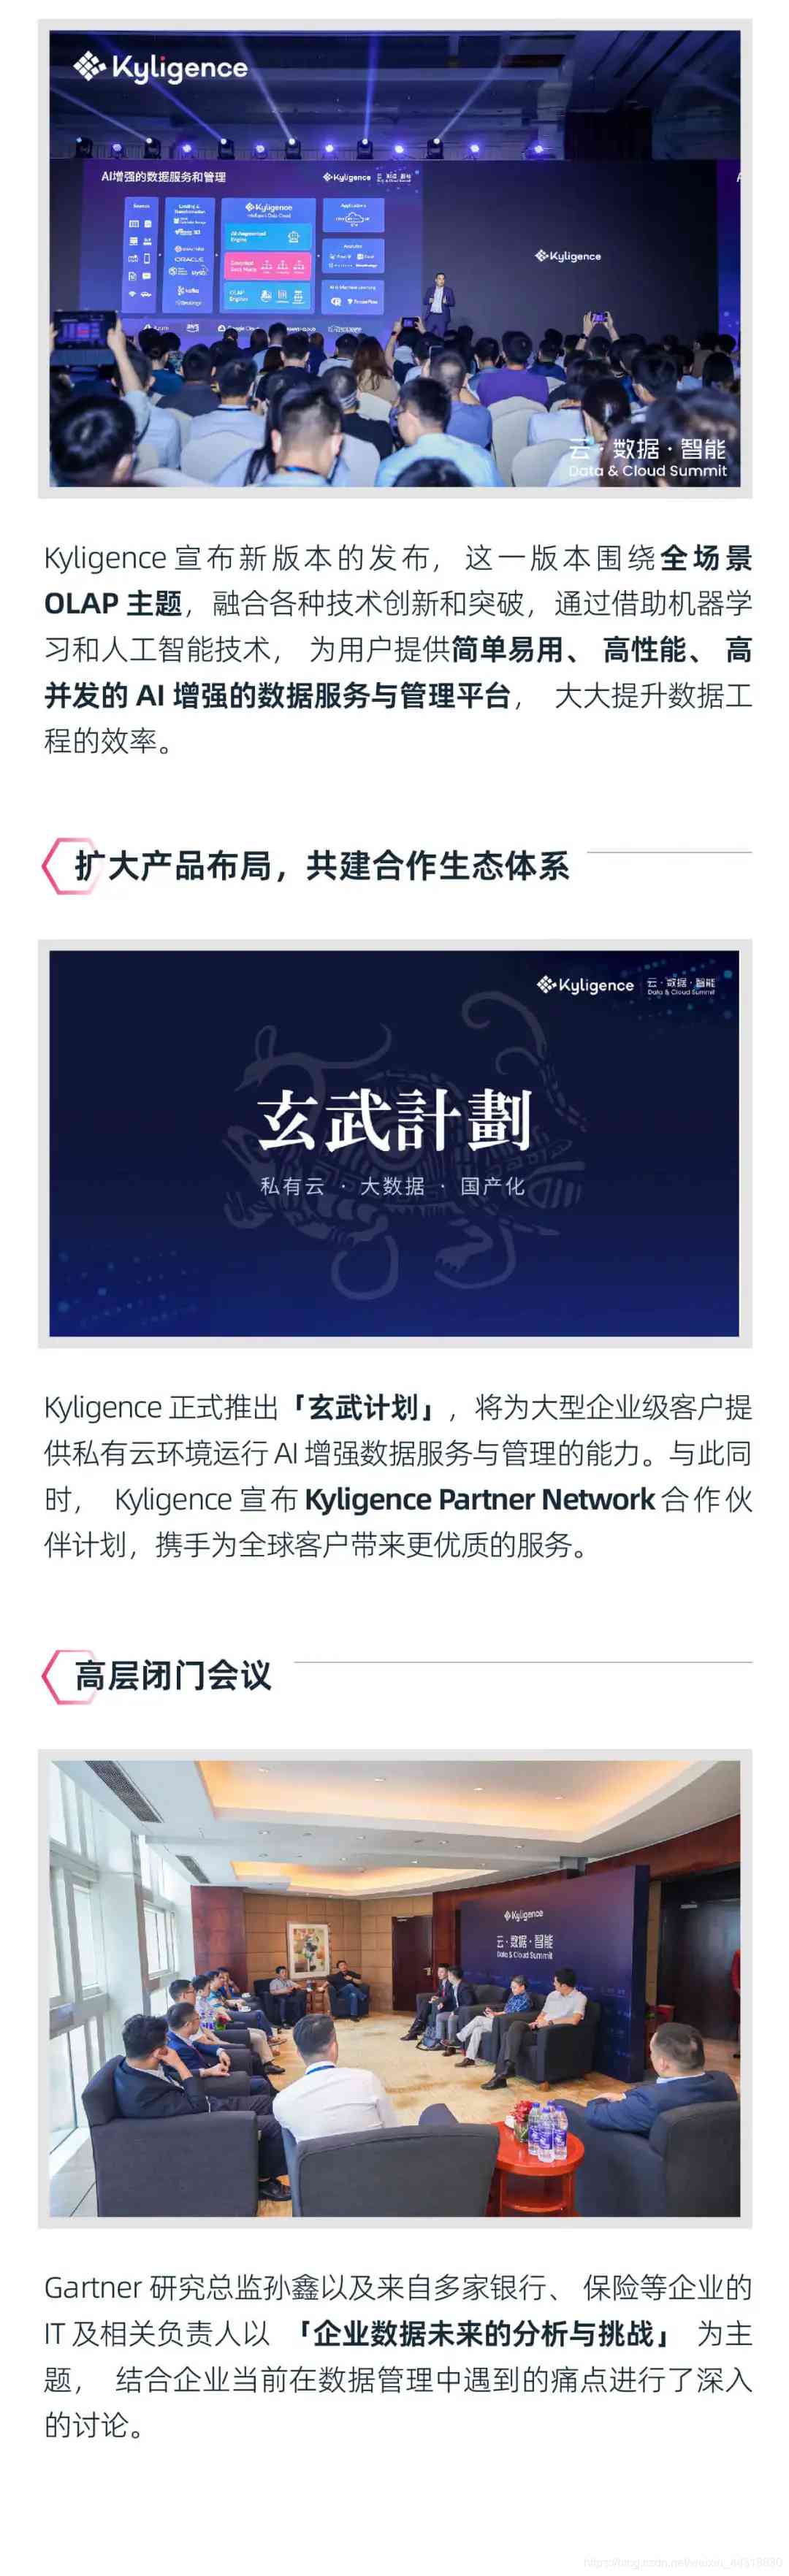 Kyligence
AI增强的数据服务和管理
Kyligence
Kyligence
Intelligent Data Cloud
Applications
Sources
ORACLE
kafka
OLAP
Engines
aws
Kyligence
云·数据·智能
Data & Cloud Summit
Kyligence 宣布新版本的发布，这一版本围绕全场景
OLAP 主题，融合各种技术创新和突破，通过借助机器学
习和人工智能技术， 为用户提供简单易用、 高性能、 高
并发的 AI 增强的数据服务与管理平台， 大大提升数据工
程的效率。
扩大产品布局，共建合作生态体系
Kyligence 云·数据·智能
Data & Cloud Summit
玄武計劃
私有云 · 大数据 · 国产化
Kyligence 正式推出「玄武计划」，将为大型企业级客户提
供私有云环境运行 AI 增强数据服务与管理的能力。与此同
时， Kyligence 宣布 Kyligence Partner Network 合作伙
伴计划，携手为全球客户带来更优质的服务。
高层闭门会议
Kyligence
云·数据·智能
Data & Cloud Summit
Gartner 研究总监孙鑫以及来自多家银行、 保险等企业的
IT 及相关负责人以 「企业数据未来的分析与挑战」 为主
题， 结合企业当前在数据管理中遇到的痛点进行了深入
的讨论。